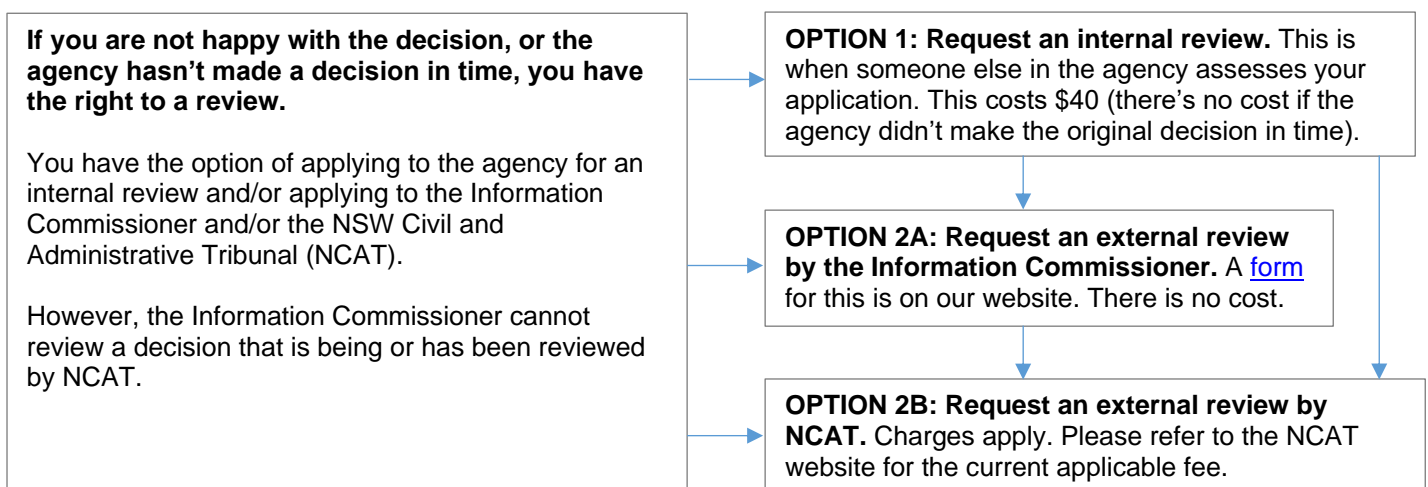 If you are not happy with the decision, or the
agency hasn't made a decision in time, you have
the right to a review.
You have the option of applying to the agency for an
internal review and/or applying to the Information
Commissioner and/or the NSW Civil and
Administrative Tribunal (NCAT).
However, the Information Commissioner cannot
review a decision that is being or has been reviewed
by NCAT.
OPTION 1: Request an internal review. This is
when someone else in the agency assesses your
application. This costs $40 (there's no cost if the
agency didn't make the original decision in time).
OPTION 2A: Request an external review
by the Information Commissioner. A form
for this is on our website. There is no cost.
OPTION 2B: Request an external review by
NCAT. Charges apply. Please refer to the NCAT
website for the current applicable fee.